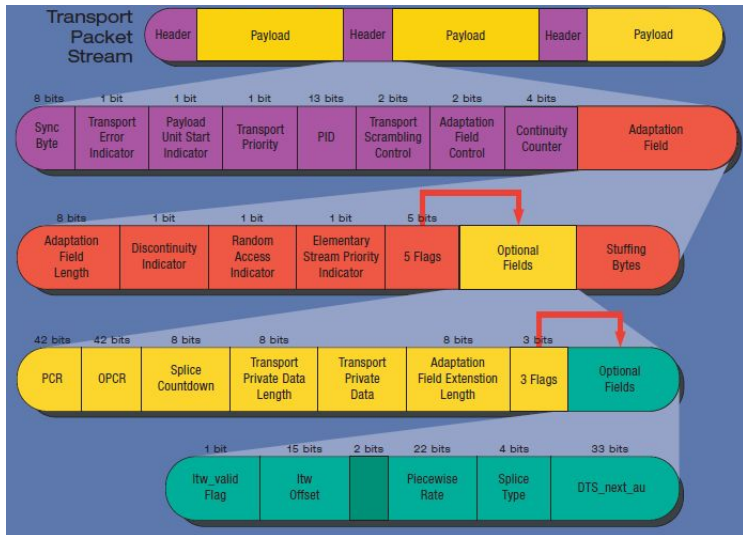 Transport
Packet
Stream
Header
Payload
Header
Payload
Header
Payload
8 bits
1 bit
1 bit
1 bit
13 bits
2 bits
2 bits
4 bits
Sync
Byte
Transport
Error
Indicator
Payload
Unit Start
Indicator
Transport
Priority
PID
Transport
Scrambling
Control
Adaptation
Field
Control
Continuity
Counter
Adaptation
Field
8 bits
1 bit
1 bit
1 bit
5 bits
Adaptation
Field
Length
Discontinuity
Indicator
Random
Access
Indicator
Elementary
Stream Priority
Indicator
5 Flags
Optional
Fields
Stuffing
Bytes
42 bits
42 bits
8 bits
8 bits
8 bits
3 bits
PCR
OPCR
Splice
Countdown
Transport
Private Data
Length
Transport
Private
Data
Adaptation
Field Extenstion
Length
3 Flags
Optional
Fields
1 bit
15 bits
2 bits
22 bits
4 bits
33 bits
ltw_valid
Flag
ltw
Offset
Piecewise
Rate
Splice
Type
DTS_next_au